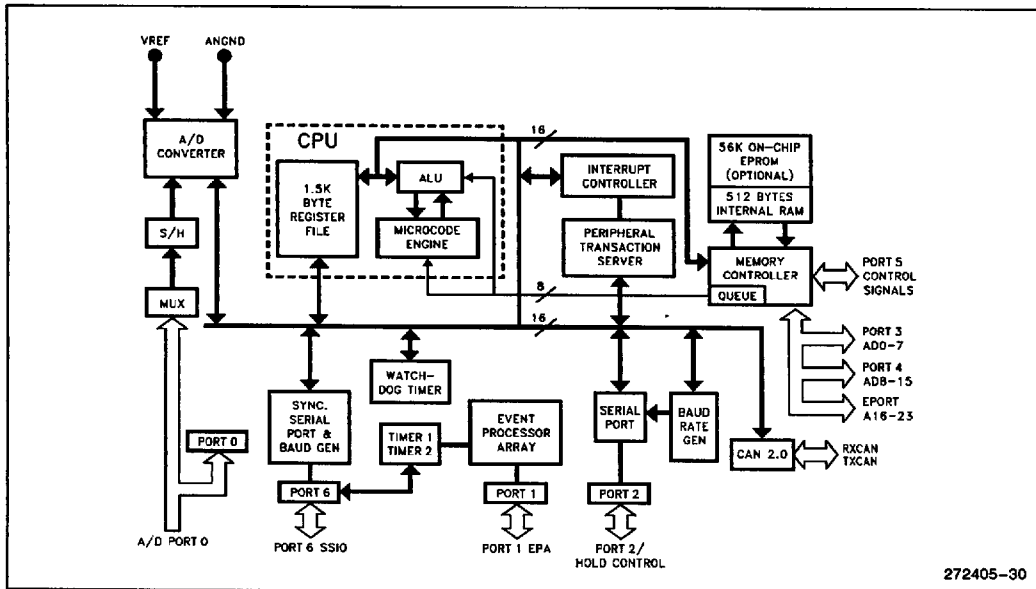 VREF
ANGND
A/D
CONVERTER
S/H
MUX
PORT 0
A/D PORT 0
CPU
1.5K
BYTE
REGISTER
FILE
ALU
MICROCODE
ENGINE
16
INTERRUPT
CONTROLLER
PERIPHERAL
TRANSACTION
SERVER
56K ON-CHIP
EPROM
(OPTIONAL)
512 BYTES
INTERNAL RAM
MEMORY
CONTROLLER
QUEUE
PORT 5
CONTROL
SIGNALS
8
16
PORT 3
AD0-7
PORT 4
AD8-15
EPORT
A16-23
WATCH-
DOG TIMER
SYNC.
SERIAL
PORT &
BAUD GEN
TIMER 1
TIMER 2
EVENT
PROCESSOR
ARRAY
SERIAL
PORT
BAUD
RATE
GEN
CAN 2.0
RXCAN
TXCAN
PORT 6
PORT 1
PORT 2
PORT 6 SSIO
PORT 1 EPA
PORT 2/
HOLD CONTROL
272405-30